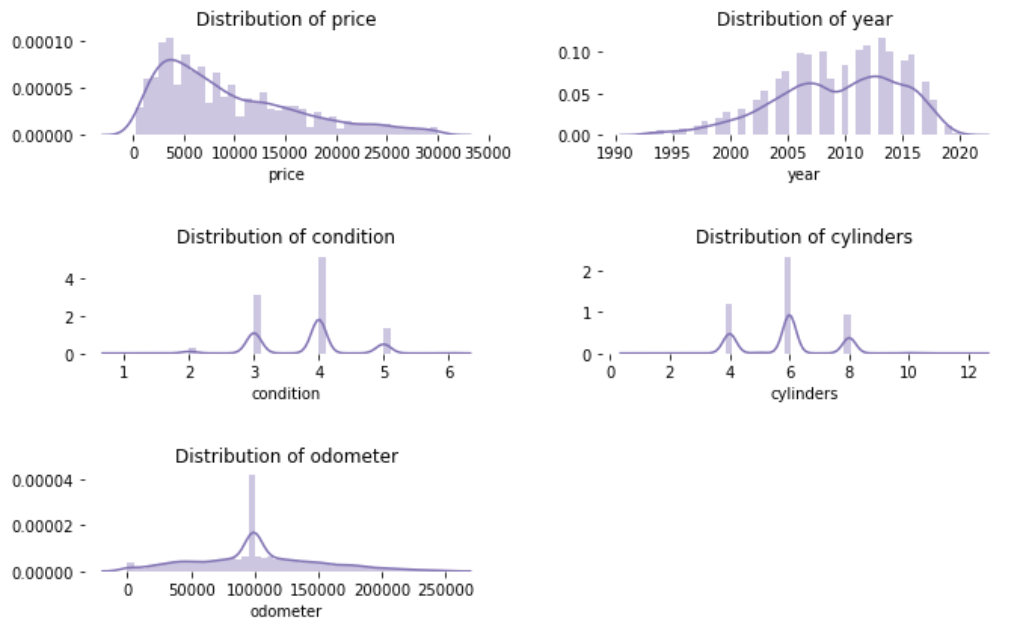 Distribution of price
0.00010
0.00005
0.00000
0 5000 10000 15000 20000 25000 30000 35000
price
Distribution of year
0.10
0.05
0.00
1990 1995 2000 2005 2010 2015 2020
year
Distribution of condition
4
2
0
1 2 3 4 5 6
condition
Distribution of cylinders
2
1
0
0 2 4 6 8 10 12
cylinders
Distribution of odometer
0.00004
0.00002
0.00000
0 50000 100000 150000 200000 250000
odometer